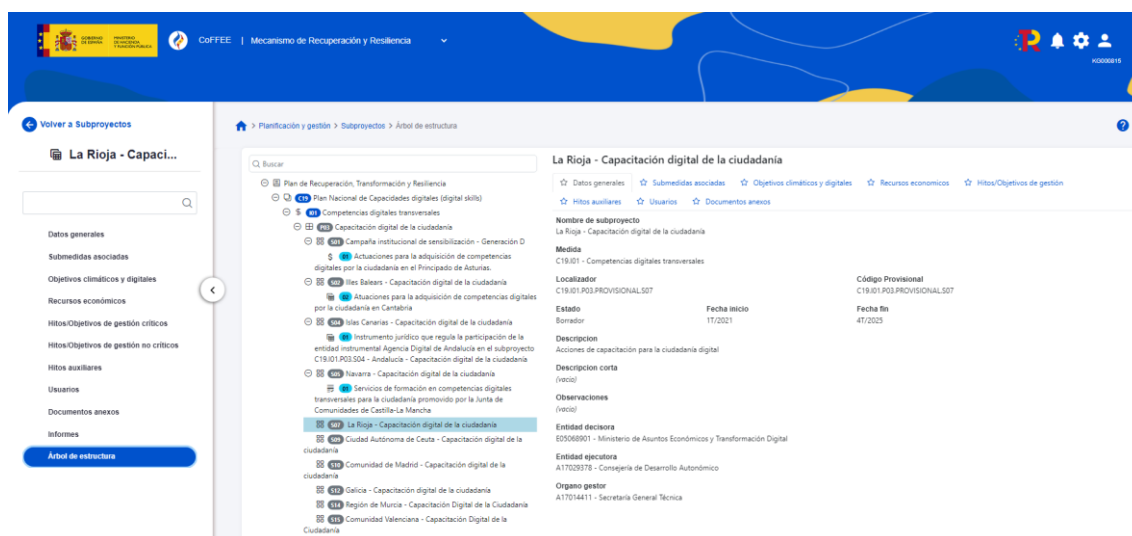 GOBIERNO DE ESPAÑA
MINISTERIO DE HACIENDA Y FUNCIÓN PÚBLICA
CoFFEE | Mecanismo de Recuperación y Resiliencia
Volver a Subproyectos
La Rioja - Capaci...
Datos generales
Submedidas asociadas
Objetivos climáticos y digitales
Recursos económicos
Hitos/Objetivos de gestión críticos
Hitos/Objetivos de gestión no críticos
Hitos auxiliares
Usuarios
Documentos anexos
Informes
Árbol de estructura
> Planificación y gestión > Subproyectos > Árbol de estructura
Buscar
Plan de Recuperación, Transformación y Resiliencia
C19 Plan Nacional de Capacidades digitales (digital skills)
I01 Competencias digitales transversales
P03 Capacitación digital de la ciudadanía
S01 Campaña institucional de sensibilización - Generación D
01 Actuaciones para la adquisición de competencias
digitales por la ciudadanía en el Principado de Asturias.
S02 Illes Balears - Capacitación digital de la ciudadanía
02 Atuaciones para la adquisición de competencias digitales
por la ciudadanía en Cantabria
S04 Islas Canarias - Capacitación digital de la ciudadanía
01 Instrumento jurídico que regula la participación de la
entidad instrumental Agencia Digital de Andalucía en el subproyecto
C19.I01.P03.S04 - Andalucía - Capacitación digital de la ciudadanía
S05 Navarra - Capacitación digital de la ciudadanía
01 Servicios de formación en competencias digitales
transversales para la ciudadanía promovido por la Junta de
Comunidades de Castilla-La Mancha
S07 La Rioja - Capacitación digital de la ciudadanía
S09 Ciudad Autónoma de Ceuta - Capacitación digital de la
ciudadanía
S10 Comunidad de Madrid - Capacitación digital de la
ciudadanía
S12 Galicia - Capacitación digital de la ciudadanía
S14 Región de Murcia - Capacitación Digital de la Ciudadanía
S15 Comunidad Valenciana - Capacitación Digital de la
Ciudadanía
La Rioja - Capacitación digital de la ciudadanía
Datos generales Submedidas asociadas Objetivos climáticos y digitales Recursos economicos Hitos/Objetivos de gestión
Hitos auxiliares Usuarios Documentos anexos
Nombre de subproyecto
La Rioja - Capacitación digital de la ciudadanía
Medida
C19.I01 - Competencias digitales transversales
Localizador Código Provisional
C19.I01.P03.PROVISIONAL.S07 C19.I01.P03.PROVISIONAL.S07
Estado Fecha inicio Fecha fin
Borrador 1T/2021 4T/2025
Descripcion
Acciones de capacitación para la ciudadanía digital
Descripcion corta
(vacio)
Observaciones
(vacio)
Entidad decisora
E05068901 - Ministerio de Asuntos Económicos y Transformación Digital
Entidad ejecutora
A17029378 - Consejería de Desarrollo Autonómico
Organo gestor
A17014411 - Secretaría General Técnica